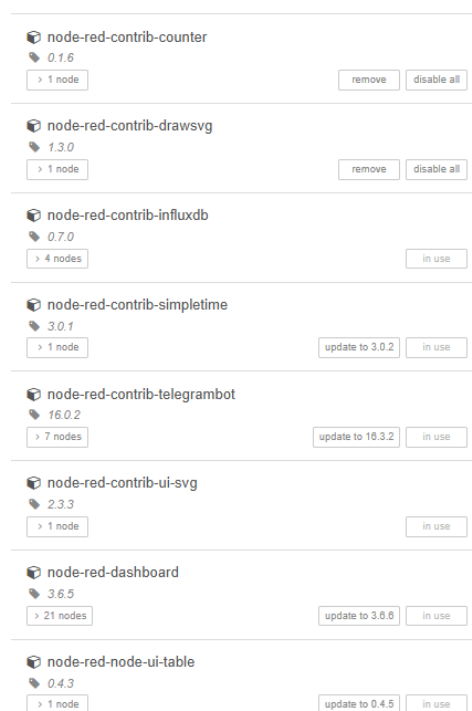 node-red-contrib-counter
0.1.6
> 1 node remove disable all
node-red-contrib-drawsvg
1.3.0
> 1 node remove disable all
node-red-contrib-influxdb
0.7.0
> 4 nodes in use
node-red-contrib-simpletime
3.0.1
> 1 node update to 3.0.2 in use
node-red-contrib-telegrambot
16.0.2
> 7 nodes update to 16.3.2 in use
node-red-contrib-ui-svg
2.3.3
> 1 node in use
node-red-dashboard
3.6.5
> 21 nodes update to 3.6.6 in use
node-red-node-ui-table
0.4.3
> 1 node update to 0.4.5 in use